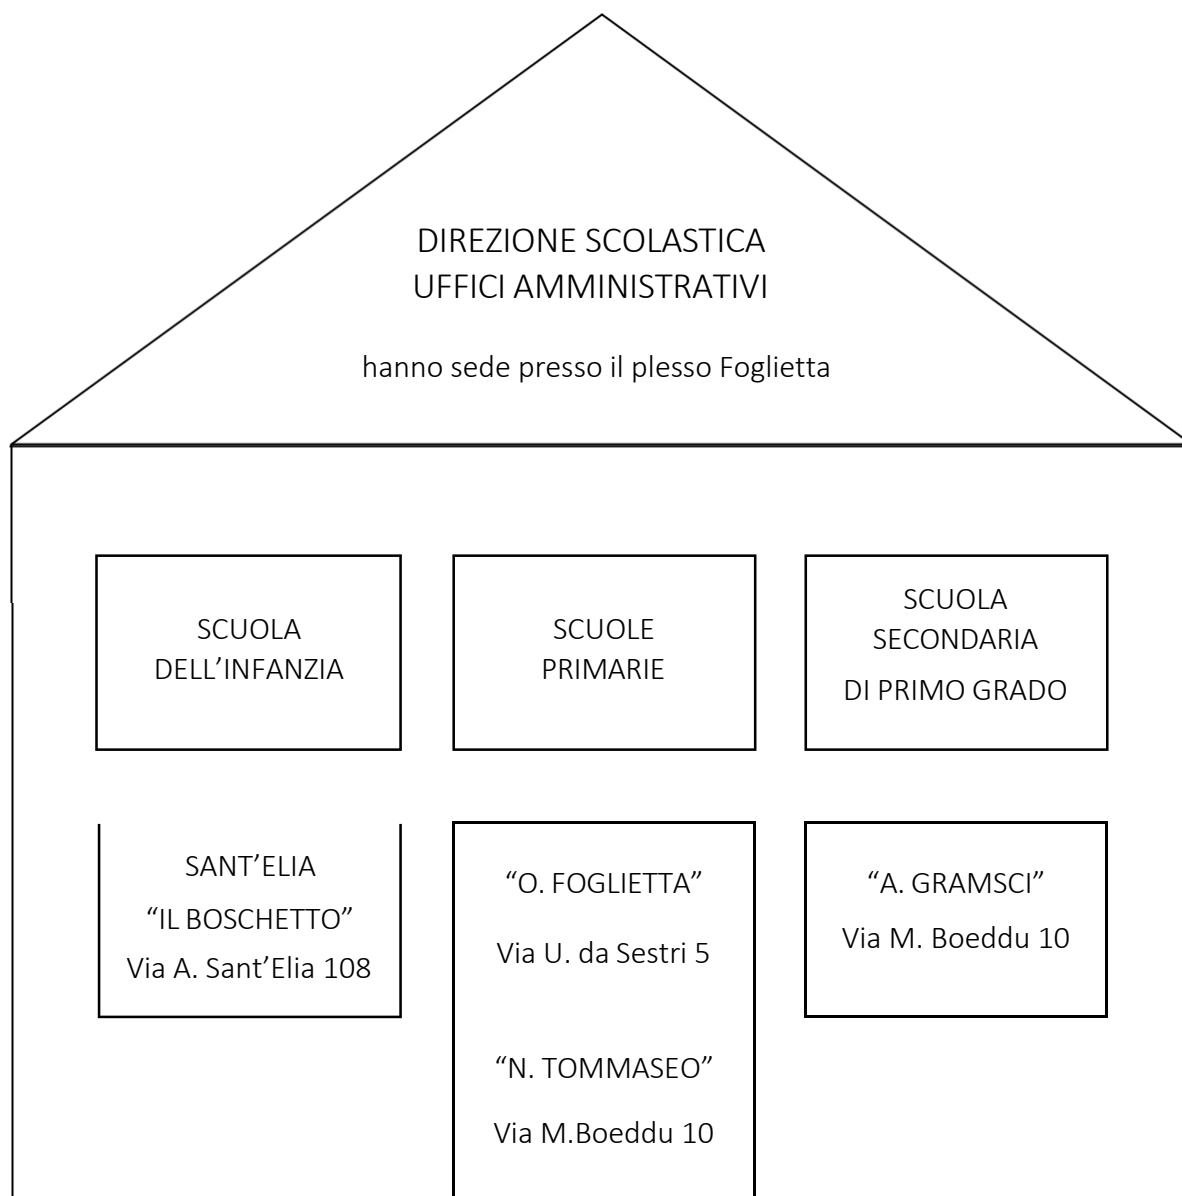 DIREZIONE SCOLASTICA
UFFICI AMMINISTRATIVI
hanno sede presso il plesso Foglietta
SCUOLA
DELL’INFANZIA
SCUOLE
PRIMARIE
SCUOLA
SECONDARIA
DI PRIMO GRADO
SANT’ELIA
“IL BOSCHETTO”
Via A. Sant’Elia 108
“O. FOGLIETTA”
Via U. da Sestri 5
“N. TOMMASEO”
Via M.Boeddu 10
“A. GRAMSCI”
Via M. Boeddu 10